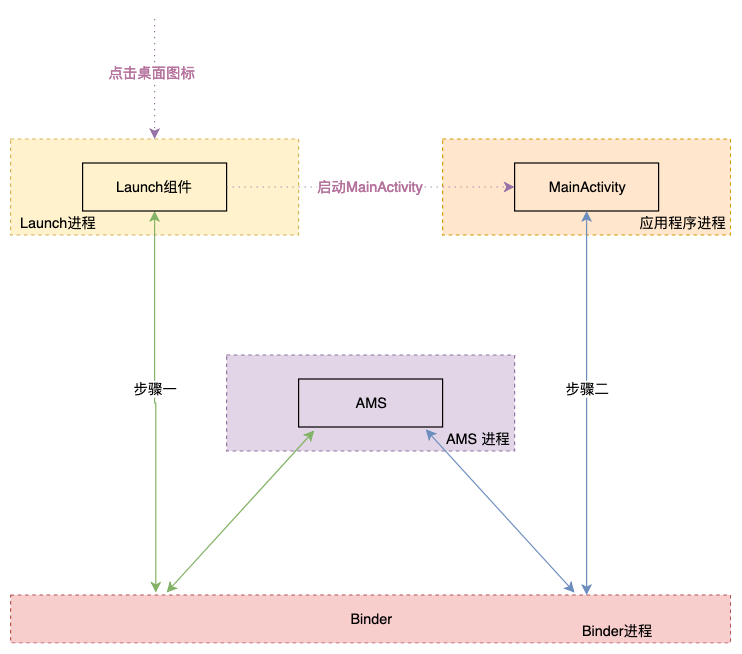 点击桌面图标
Launch组件
启动MainActivity
MainActivity
Launch进程
应用程序进程
步骤一
步骤二
AMS
AMS 进程
Binder
Binder进程